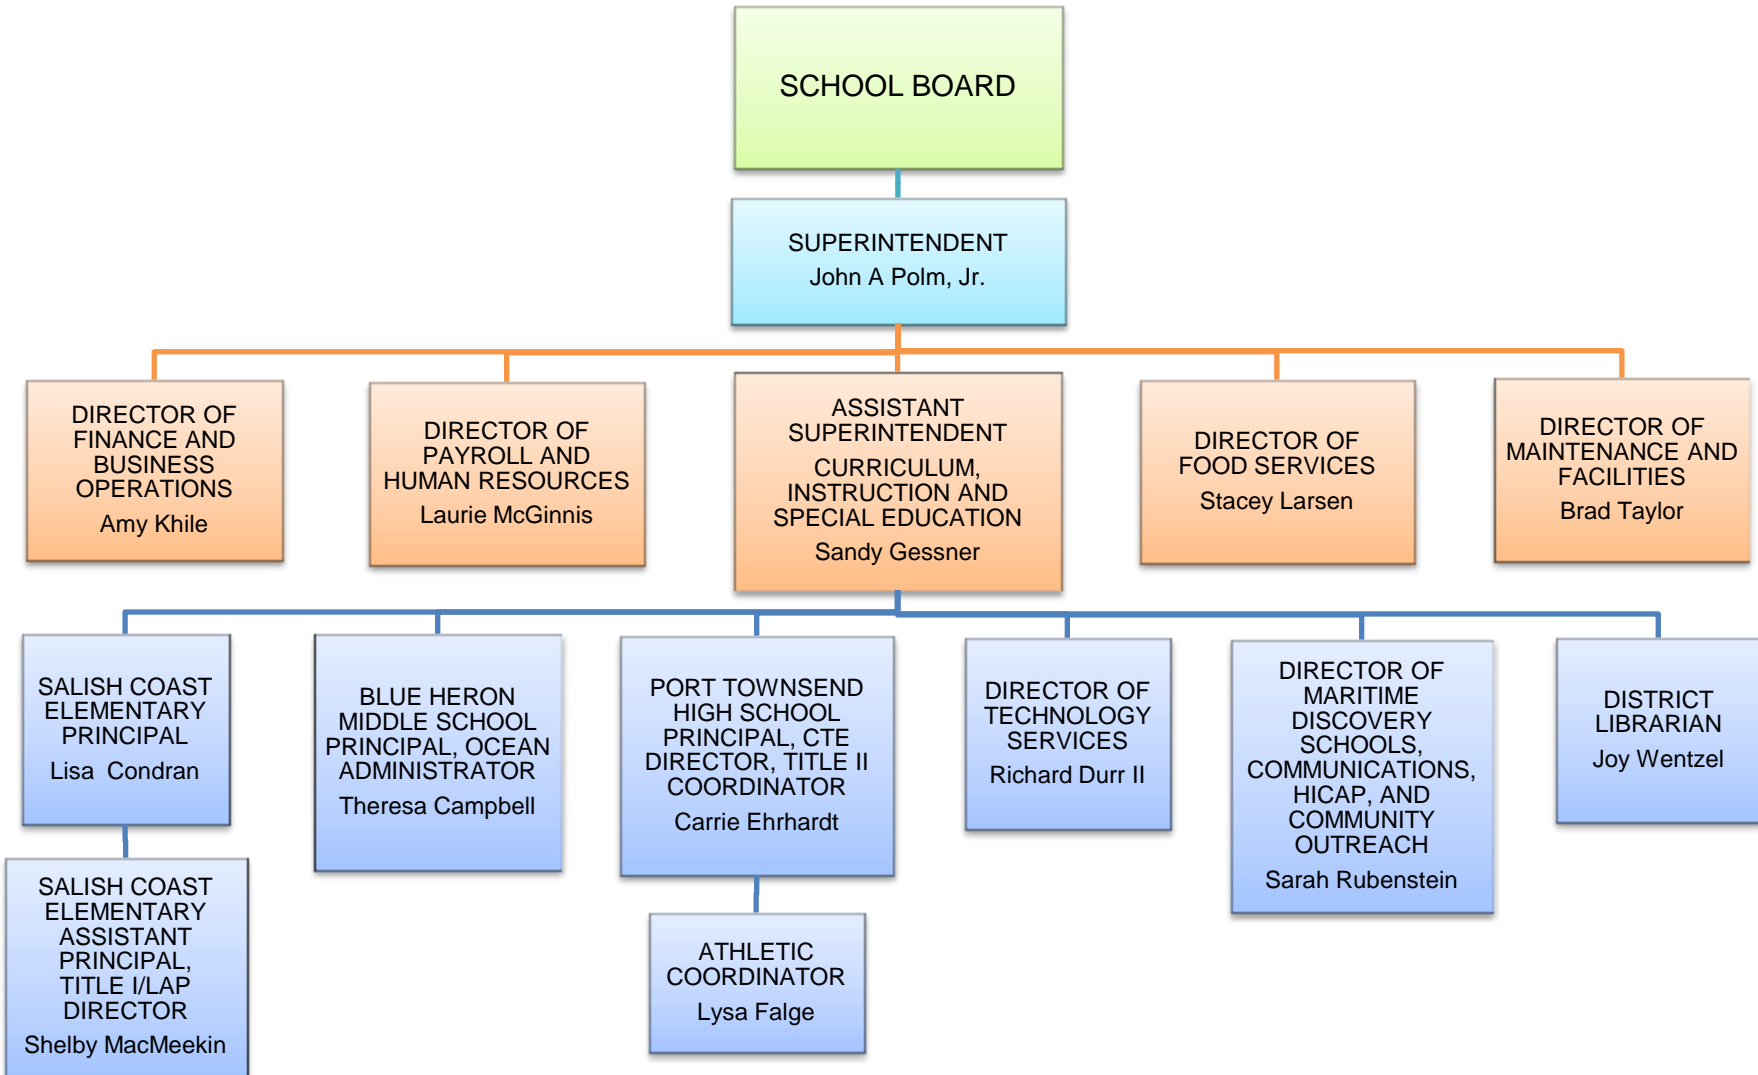 SCHOOL BOARD
SUPERINTENDENT
John A Polm, Jr.
DIRECTOR OF
FINANCE AND
BUSINESS
OPERATIONS
Amy Khile
DIRECTOR OF
PAYROLL AND
HUMAN RESOURCES
Laurie McGinnis
ASSISTANT
SUPERINTENDENT
CURRICULUM,
INSTRUCTION AND
SPECIAL EDUCATION
Sandy Gessner
DIRECTOR OF
FOOD SERVICES
Stacey Larsen
DIRECTOR OF
MAINTENANCE AND
FACILITIES
Brad Taylor
SALISH COAST
ELEMENTARY
PRINCIPAL
Lisa Condran
BLUE HERON
MIDDLE SCHOOL
PRINCIPAL, OCEAN
ADMINISTRATOR
Theresa Campbell
PORT TOWNSEND
HIGH SCHOOL
PRINCIPAL, CTE
DIRECTOR, TITLE II
COORDINATOR
Carrie Ehrhardt
DIRECTOR OF
TECHNOLOGY
SERVICES
Richard Durr II
DIRECTOR OF
MARITIME
DISCOVERY
SCHOOLS,
COMMUNICATIONS,
HICAP, AND
COMMUNITY
OUTREACH
Sarah Rubenstein
DISTRICT
LIBRARIAN
Joy Wentzel
SALISH COAST
ELEMENTARY
ASSISTANT
PRINCIPAL,
TITLE I/LAP
DIRECTOR
Shelby MacMeekin
ATHLETIC
COORDINATOR
Lysa Falge